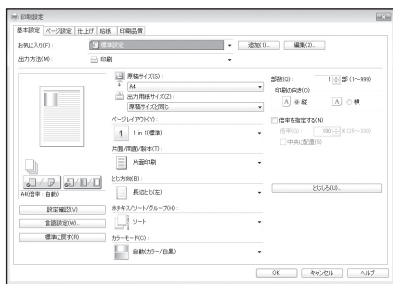 印刷設定
基本設定 ページ設定 仕上げ 給紙 印刷品質
お気に入り(F): 標準設定 追加(1)... 編集(2)...
出力方法(M): 印刷
原稿サイズ(S):
A4
出力用紙サイズ(Z):
原稿サイズと同じ
ページレイアウト(Y):
1 1 in 1(標準)
片面/両面/製本(T):
片面印刷
とじ方向(B):
長辺とじ(左)
ホチキス/ソート/グループ(H):
ソート
カラーモード(C):
自動(カラー/白黒)
部数(Q): 1 部 (1～999)
印刷の向き(O)
A 縦 A 横
倍率を指定する(N)
倍率(G): 100 % (25～200)
中央に配置(8)
とじしろ(U)...
A4(倍率: 自動)
設定確認(V)
言語設定(W)...
標準に戻す(R)
OK キャンセル ヘルプ